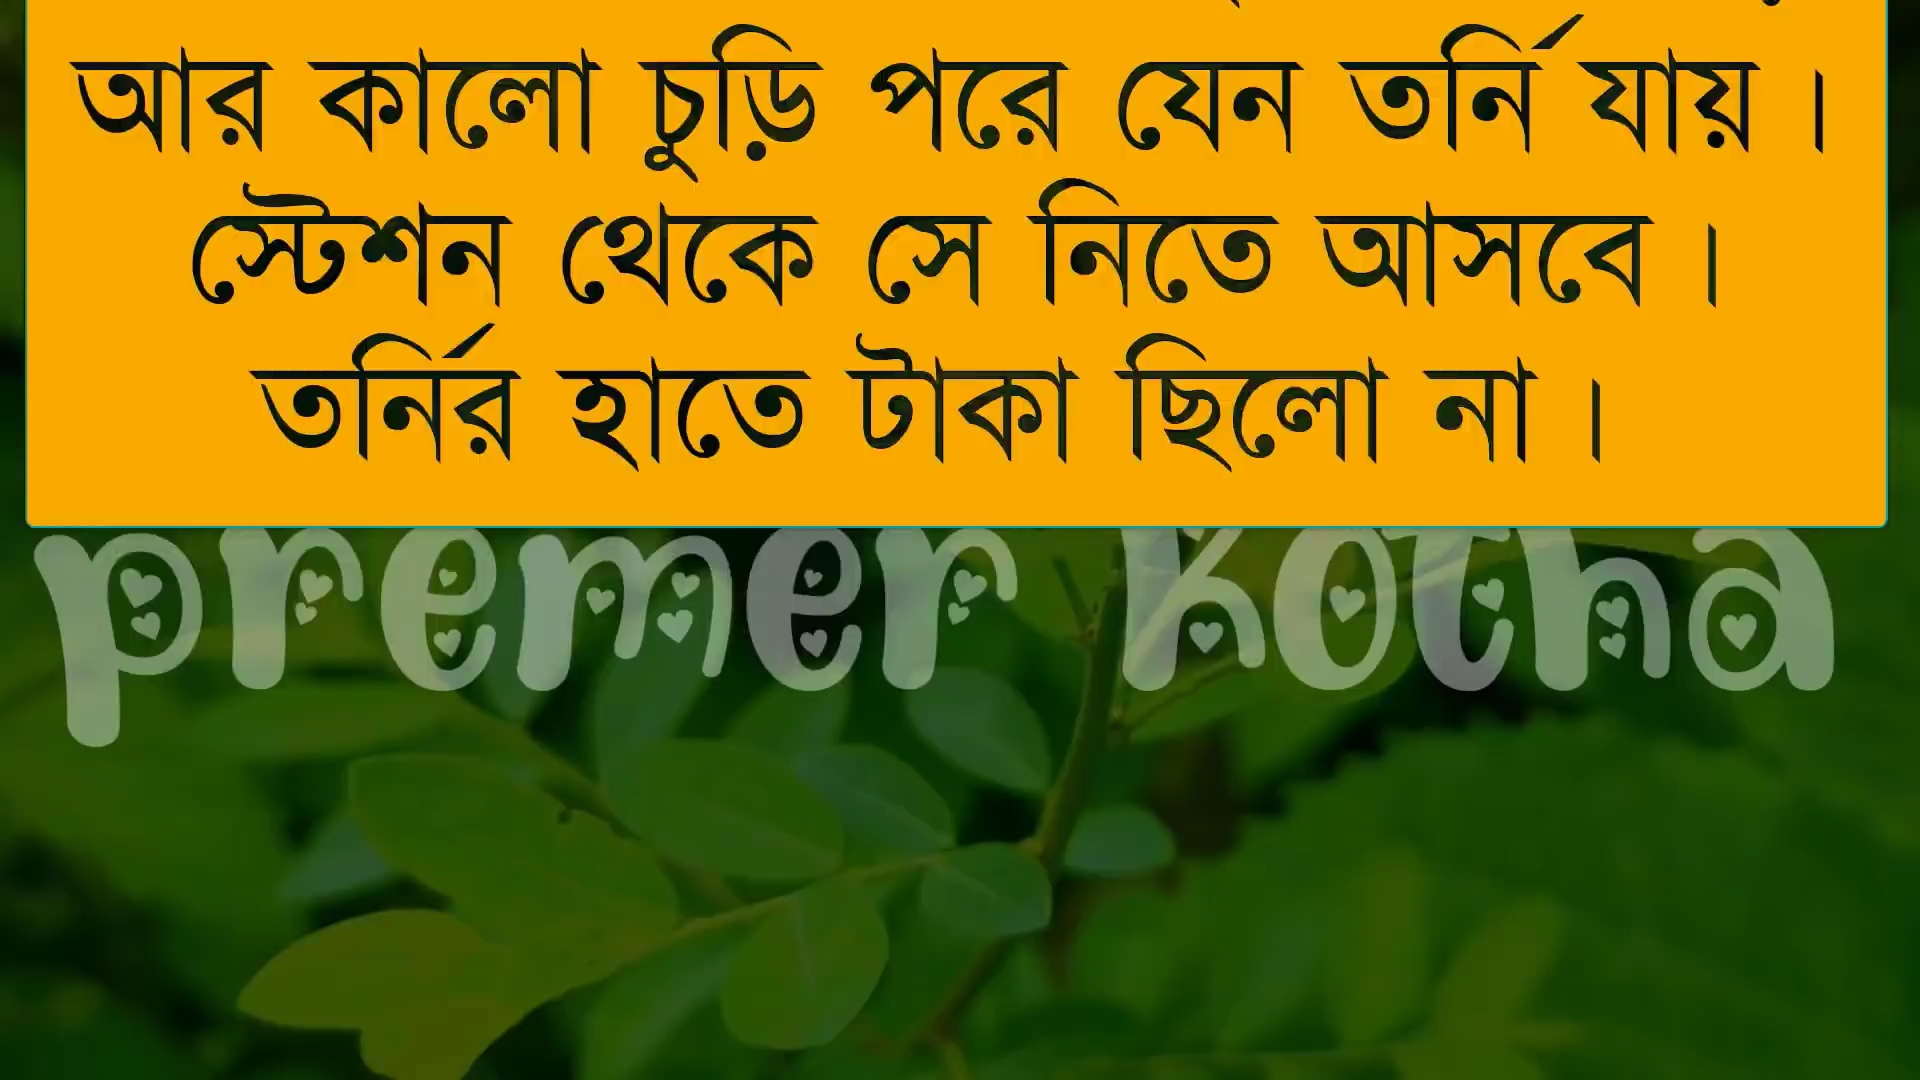 আর কালো চুড়ি পরে যেন তর্নি যায় ।
স্টেশন থেকে সে নিতে আসবে ।
তর্নির হাতে টাকা ছিলো না ।
premer kotha